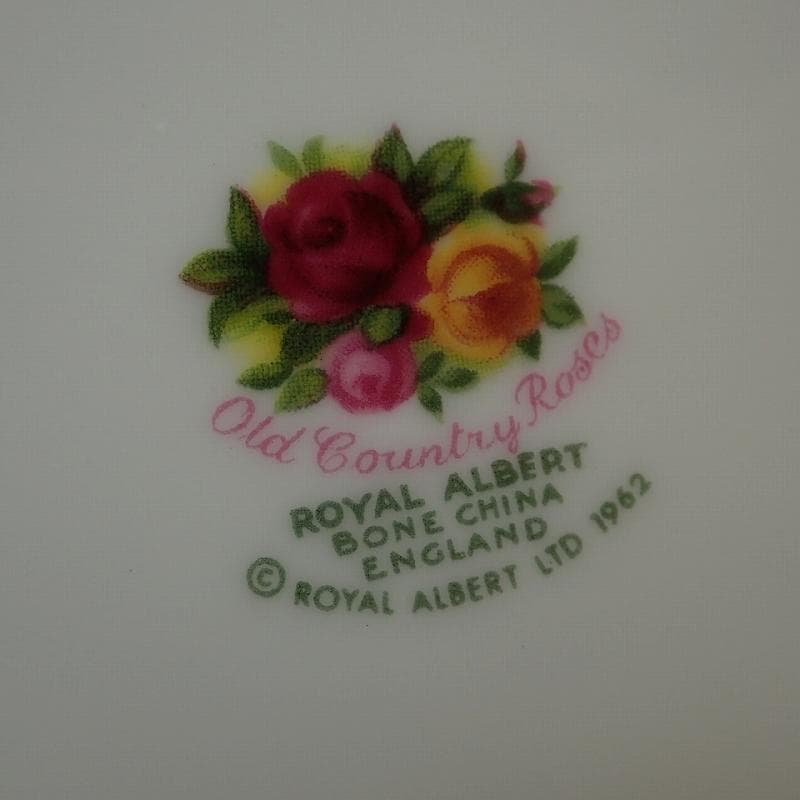 Old Country Roses
ROYAL ALBERT
BONE CHINA
ENGLAND
© ROYAL ALBERT LTD 1962